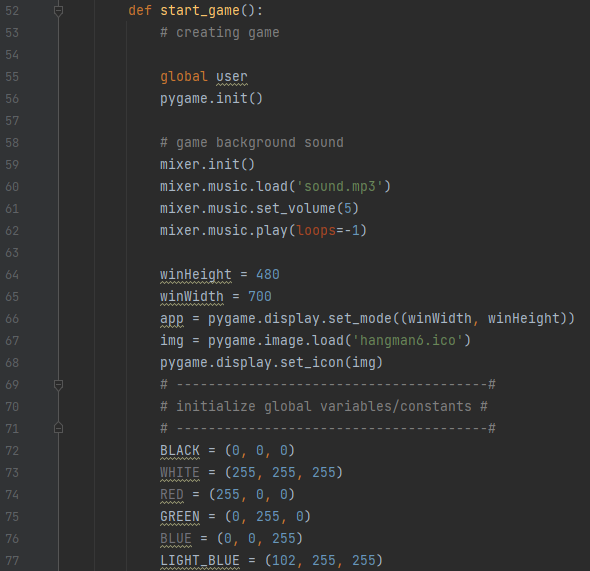 52 def start_game():
53 # creating game
54
55 global user
56 pygame.init()
57
58 # game background sound
59 mixer.init()
60 mixer.music.load('sound.mp3')
61 mixer.music.set_volume(5)
62 mixer.music.play(loops=-1)
63
64 winHeight = 480
65 winWidth = 700
66 app = pygame.display.set_mode((winWidth, winHeight))
67 img = pygame.image.load('hangman6.ico')
68 pygame.display.set_icon(img)
69 # ---------------------------------------#
70 # initialize global variables/constants #
71 # ---------------------------------------#
72 BLACK = (0, 0, 0)
73 WHITE = (255, 255, 255)
74 RED = (255, 0, 0)
75 GREEN = (0, 255, 0)
76 BLUE = (0, 0, 255)
77 LIGHT_BLUE = (102, 255, 255)